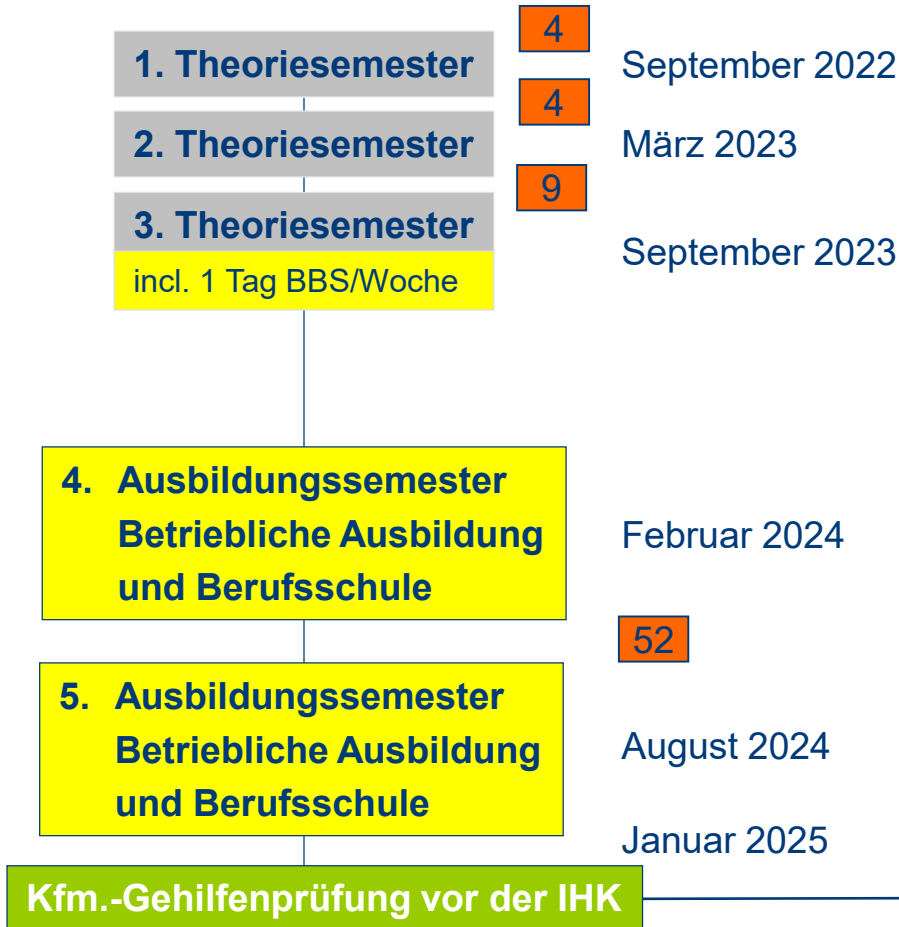 4
1. Theoriesemester
September 2022
4
2. Theoriesemester
März 2023
9
3. Theoriesemester
September 2023
incl. 1 Tag BBS/Woche
4. Ausbildungssemester
Betriebliche Ausbildung
Februar 2024
und Berufsschule
52
5. Ausbildungssemester
Betriebliche Ausbildung
August 2024
und Berufsschule
Januar 2025
Kfm.-Gehilfenprüfung vor der IHK